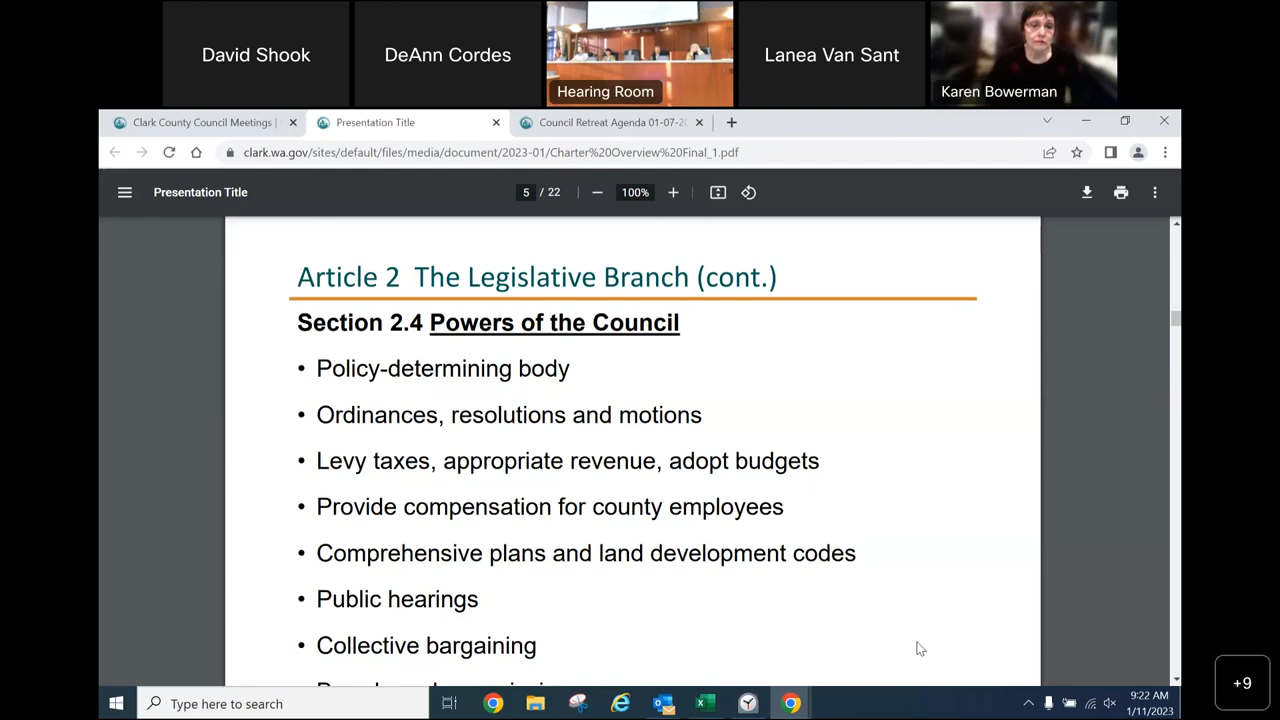 David Shook
DeAnn Cordes
Hearing Room
Lanea Van Sant
Karen Bowerman
Clark County Council Meetings |
Presentation Title
Council Retreat Agenda 01-07-20
clark.wa.gov/sites/default/files/media/document/2023-01/Charter%20Overview%20Final_1.pdf
Presentation Title
5 / 22
100%
Article 2 The Legislative Branch (cont.)
Section 2.4 Powers of the Council
• Policy-determining body
• Ordinances, resolutions and motions
• Levy taxes, appropriate revenue, adopt budgets
• Provide compensation for county employees
• Comprehensive plans and land development codes
• Public hearings
• Collective bargaining
Type here to search
9:22 AM
1/11/2023
+9